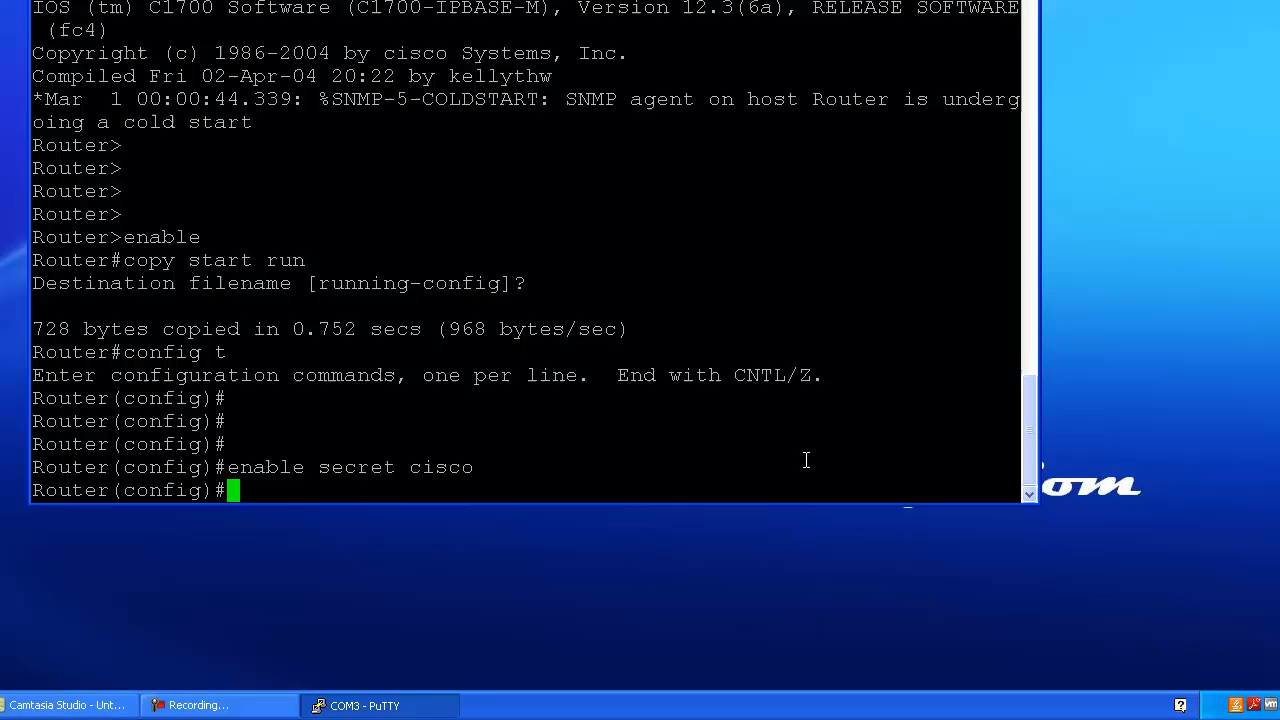 IOS (tm) C1700 Software (C1700-IPBASE-M), Version 12.3(6a), RELEASE SOFTWARE
(fc4)
Copyright (c) 1986-2004 by cisco Systems, Inc.
Compiled Fri 02-Apr-04 20:22 by kellythw
*Mar  1 00:00:44.339: %SNMP-5-COLDSTART: SNMP agent on host Router is underg
oing a cold start
Router>
Router>
Router>
Router>
Router>enable
Router#copy start run
Destination filename [running-config]?
728 bytes copied in 0.752 secs (968 bytes/sec)
Router#config t
Enter configuration commands, one per line.  End with CNTL/Z.
Router(config)#
Router(config)#
Router(config)#
Router(config)#enable secret cisco
Router(config)#
Camtasia Studio - Unt...
Recording...
COM3 - PuTTY